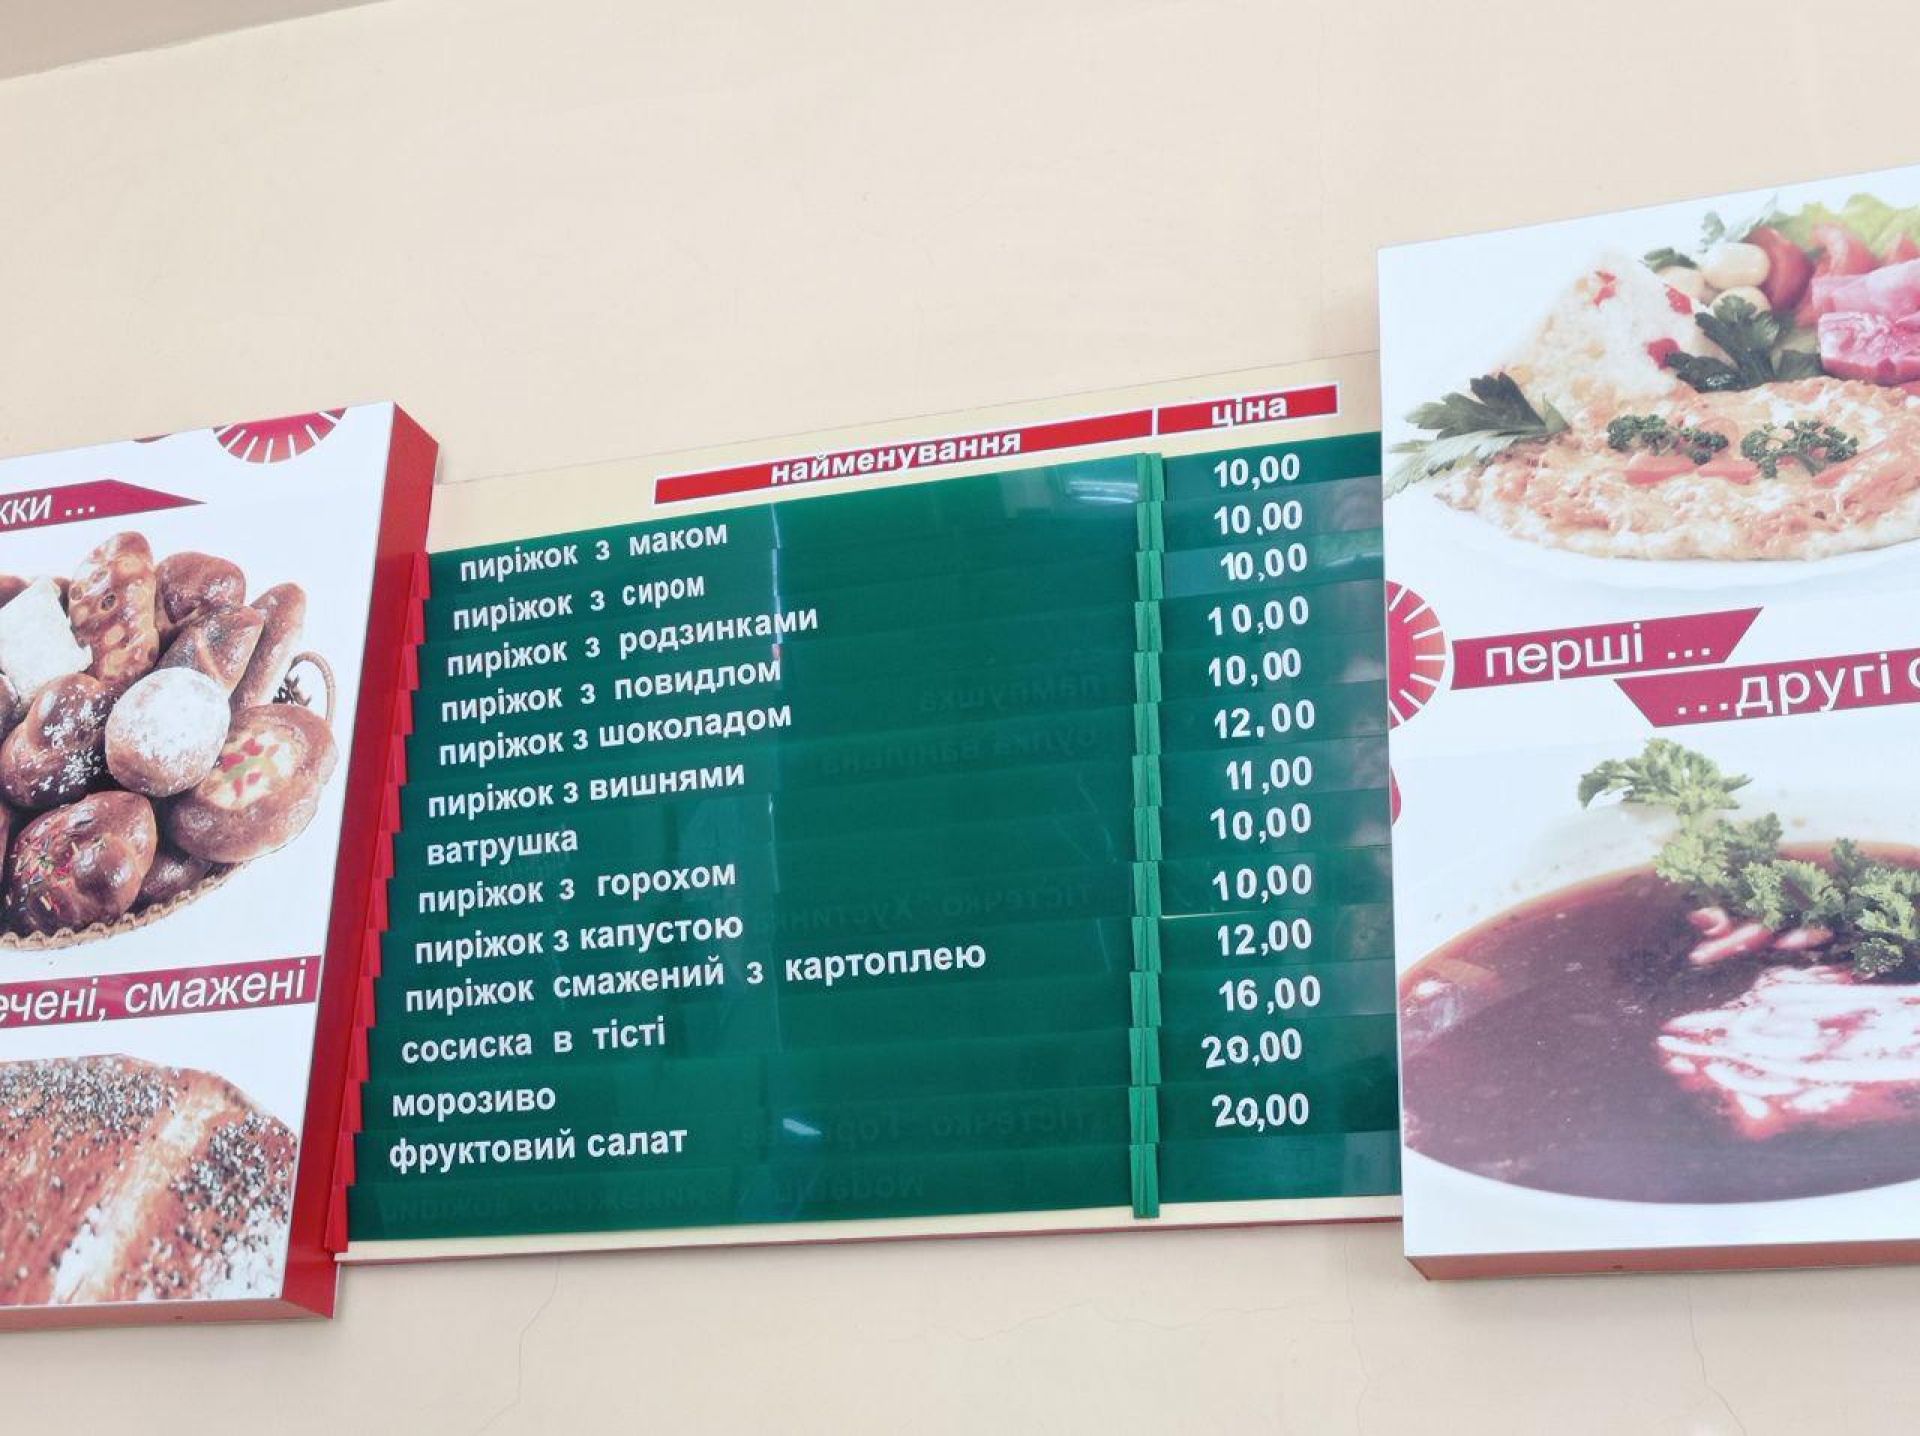 найменування ціна
пиріжок з маком 10,00
пиріжок з сиром 10,00
пиріжок з родзинками 10,00
пиріжок з повидлом 10,00
пиріжок з шоколадом 10,00
пиріжок з вишнями 12,00
ватрушка 11,00
пиріжок з горохом 10,00
пиріжок з капустою 10,00
пиріжок смажений з картоплею 12,00
сосиска в тісті 16,00
морозиво 20,00
фруктовий салат 20,00
смажені
перші ...
...другі